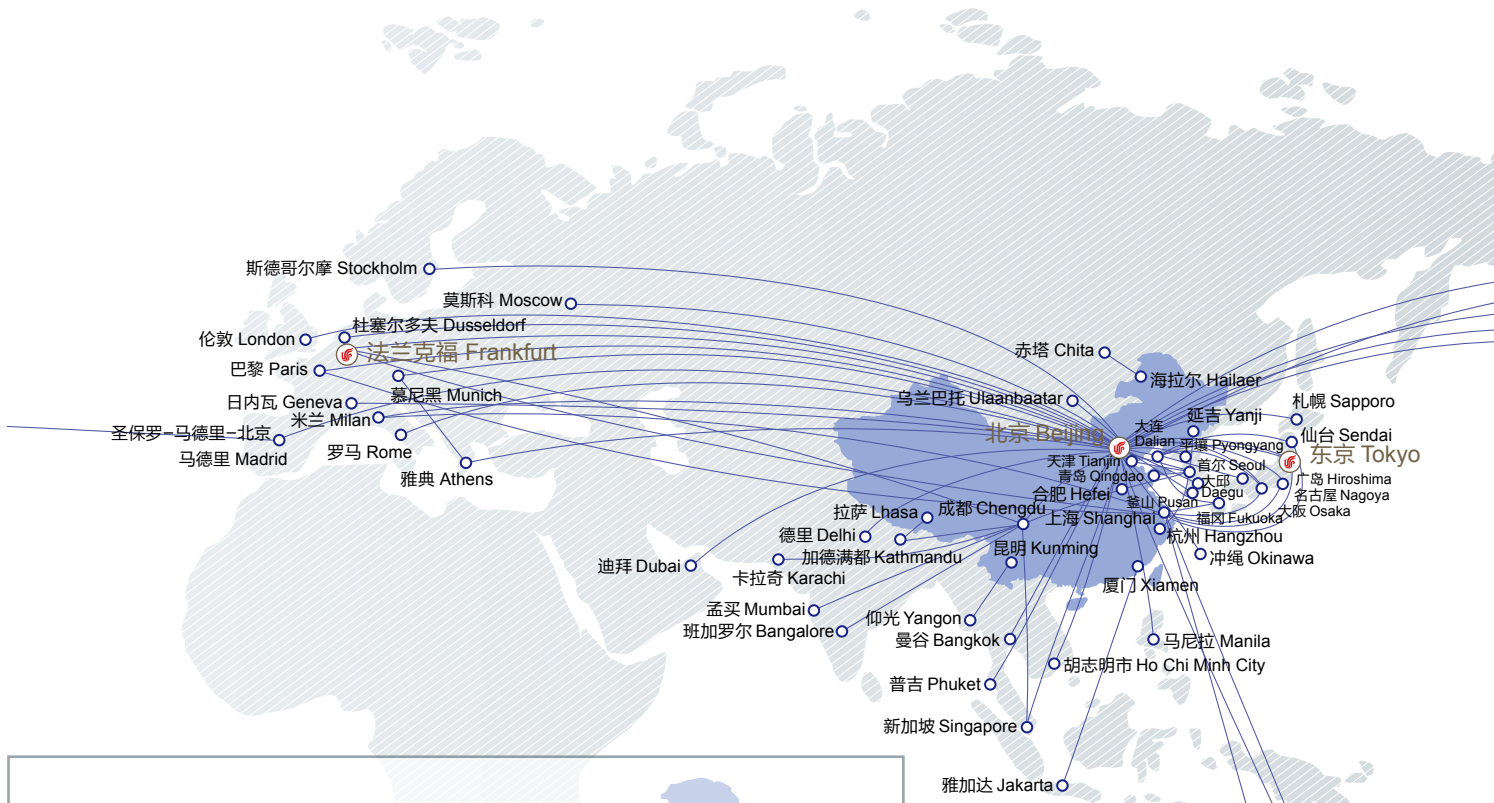 斯德哥尔摩 Stockholm
莫斯科 Moscow
杜塞尔多夫 Dusseldorf
伦敦 London
法兰克福 Frankfurt
赤塔 Chita
巴黎 Paris
海拉尔 Hailaer
慕尼黑 Munich
乌兰巴托 Ulaanbaatar
日内瓦 Geneva
札幌 Sapporo
米兰 Milan
延吉 Yanji
圣保罗–马德里–北京
大连
Dalian
北京 Beijing
仙台 Sendai
平壤 Pyongyang
罗马 Rome
马德里 Madrid
东京 Tokyo
天津 Tianjin
首尔 Seoul
青岛 Qingdao
雅典 Athens
大邱
Daegu
广岛 Hiroshima
合肥 Hefei
名古屋 Nagoya
釜山 Pusan
大阪 Osaka
拉萨 Lhasa
成都 Chengdu
上海 Shanghai
福冈 Fukuoka
德里 Delhi
杭州 Hangzhou
昆明 Kunming
加德满都 Kathmandu
冲绳 Okinawa
迪拜 Dubai
卡拉奇 Karachi
厦门 Xiamen
孟买 Mumbai
仰光 Yangon
班加罗尔 Bangalore
曼谷 Bangkok
马尼拉 Manila
胡志明市 Ho Chi Minh City
普吉 Phuket
新加坡 Singapore
雅加达 Jakarta